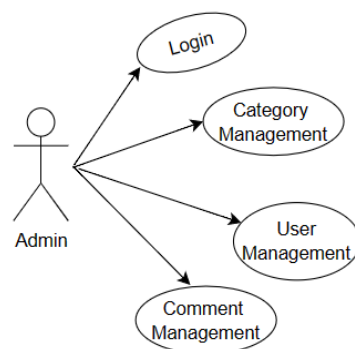 Login
Category
Management
Admin
User
Management
Comment
Management